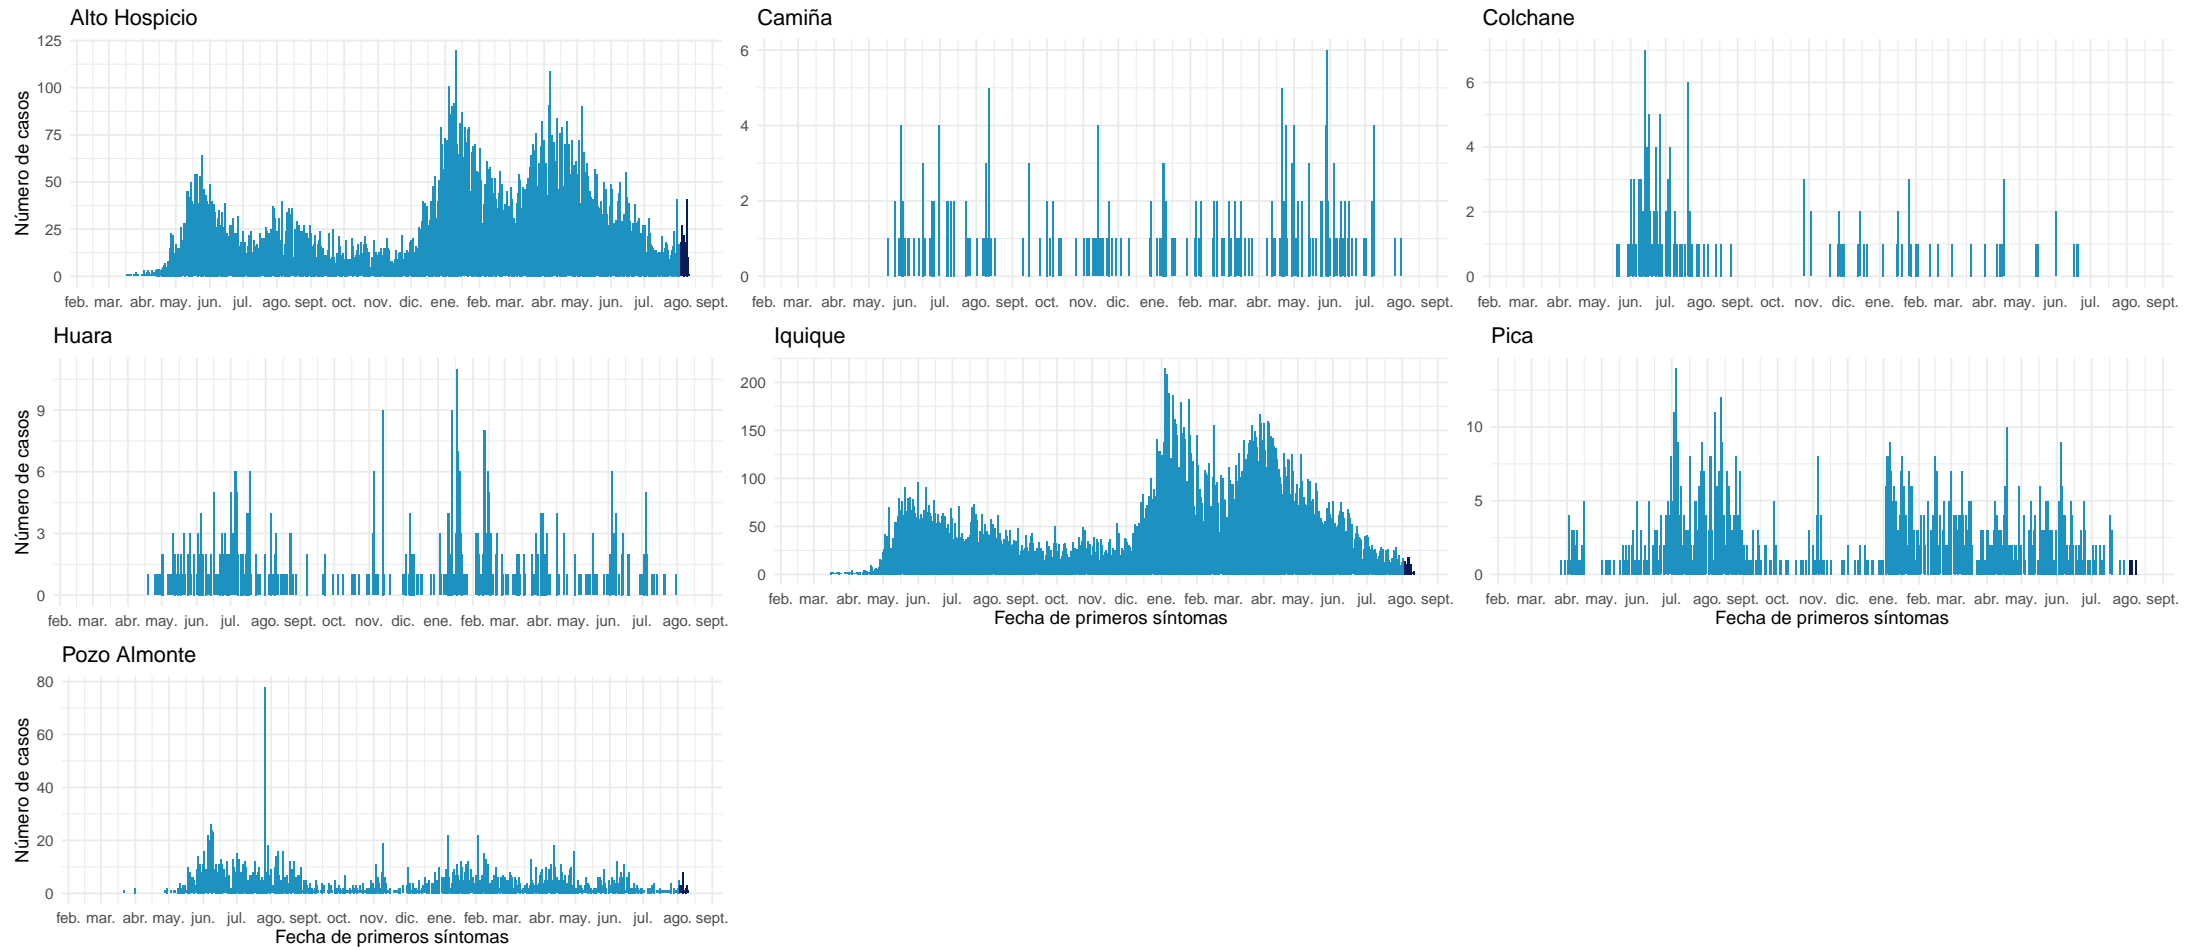 Alto Hospicio
Número de casos
125
100
75
50
25
0
feb. mar. abr. may. jun. jul. ago. sept. oct. nov. dic. ene. feb. mar. abr. may. jun. jul. ago. sept.
Camiña
6
4
2
0
feb. mar. abr. may. jun. jul. ago. sept. oct. nov. dic. ene. feb. mar. abr. may. jun. jul. ago. sept.
Colchane
6
4
2
0
feb. mar. abr. may. jun. jul. ago. sept. oct. nov. dic. ene. feb. mar. abr. may. jun. jul. ago. sept.
Huara
Número de casos
9
6
3
0
feb. mar. abr. may. jun. jul. ago. sept. oct. nov. dic. ene. feb. mar. abr. may. jun. jul. ago. sept.
Iquique
200
150
100
50
0
feb. mar. abr. may. jun. jul. ago. sept. oct. nov. dic. ene. feb. mar. abr. may. jun. jul. ago. sept.
Fecha de primeros síntomas
Pica
10
5
0
feb. mar. abr. may. jun. jul. ago. sept. oct. nov. dic. ene. feb. mar. abr. may. jun. jul. ago. sept.
Fecha de primeros síntomas
Pozo Almonte
Número de casos
80
60
40
20
0
feb. mar. abr. may. jun. jul. ago. sept. oct. nov. dic. ene. feb. mar. abr. may. jun. jul. ago. sept.
Fecha de primeros síntomas